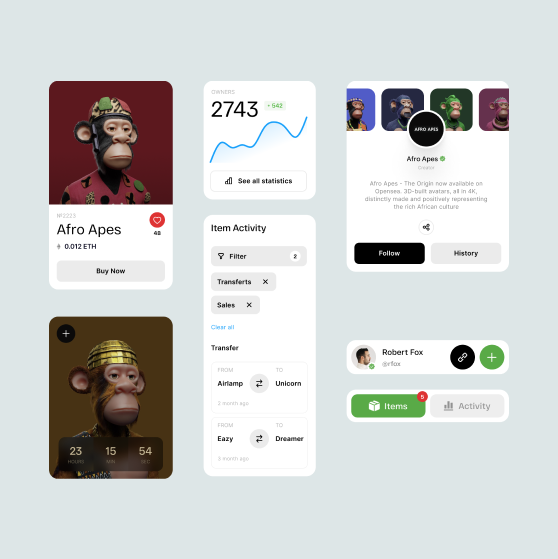 №2223
Afro Apes
48
0.012 ETH
Buy Now
23
15
54
HOURS
MIN
SEC
OWNERS
2743
+ 542
See all statistics
Item Activity
Filter
2
Transferts
Sales
Clear all
Transfer
FROM
TO
Airlamp
Unicorn
2 month ago
FROM
TO
Eazy
Dreamer
3 month ago
AFRO APES
Afro Apes
Creator
Afro Apes - The Origin now available on
Opensea. 3D-built avatars, all in 4K,
distinctly made and positively representing
the rich African culture
Follow
History
Robert Fox
@rfox
Items
5
Activity